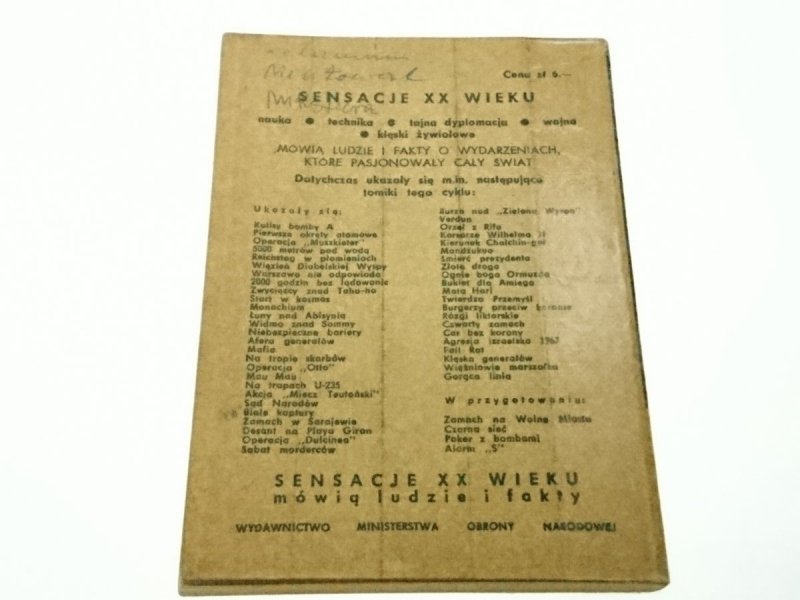 Cena zł 6.—
SENSACJE XX WIEKU
nauka ● technika ● tajna dyplomacja ● wojna
● klęski żywiołowe
MÓWIĄ LUDZIE I FAKTY O WYDARZENIACH,
KTÓRE PASJONOWAŁY CAŁY ŚWIAT
Dotychczas ukazały się m.in. następujące
tomiki tego cyklu:
Ukazały się:
Kulisy bomby A
Pierwsze okręty atomowe
Operacja „Muszkieter"
5000 metrów pod wodą
Reichstag w płomieniach
Więzień Diabelskiej Wyspy
Warszawa nie odpowiada
2000 godzin bez lądowania
Zwycięzcy znad Taha-ho
Start w kosmos
Monachium
Łuny nad Abisynią
Widmo znad Sommy
Niebezpieczne bariery
Afera generałów
Mafia
Na tropie skarbów
Operacja „Otto"
Mau Mau
Na tropach U-235
Akcja „Miecz Teutoński"
Sąd Narodów
Białe kaptury
Zamach w Sarajewie
Desant na Playa Giron
Operacja „Dulcinea"
Sabat morderców
Burza nad „Zieloną Wyspą"
Verdun
Orzeł z Rifu
Korsarze Wilhelma II
Kierunek Chałchin-goł
Mandżukuo
Śmierć prezydenta
Złota droga
Ognie boga Ormuzda
Bukiet dla Amiega
Mata Hari
Twierdza Przemyśl
Burgerzy przeciw koronie
Rózgi liktorskie
Czwarty zamach
Car bez korony
Agresja izraelska 1967
Fall Rot
Klęska generałów
Więźniowie marszałka
Gorąca linia
W przygotowaniu:
Zamach na Wolne Miasto
Czarna sieć
Poker z bombami
Alarm „S"
SENSACJE XX WIEKU
mówią ludzie i fakty
WYDAWNICTWO MINISTERSTWA OBRONY NARODOWEJ